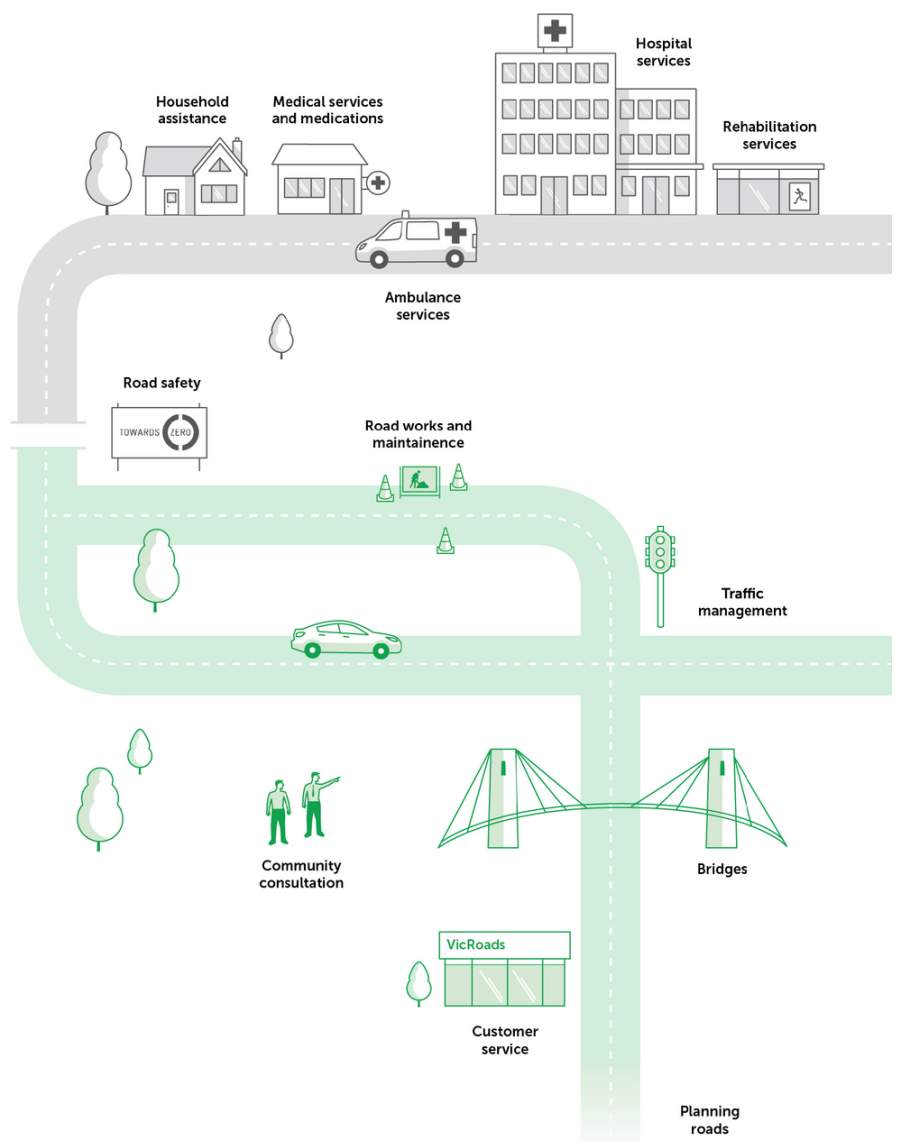 Hospital
services
Household
assistance
Medical services
and medications
Rehabilitation
services
Ambulance
services
Road safety
TOWARDS ZERO
Road works and
maintainence
Traffic
management
Community
consultation
Bridges
VicRoads
Customer
service
Planning
roads